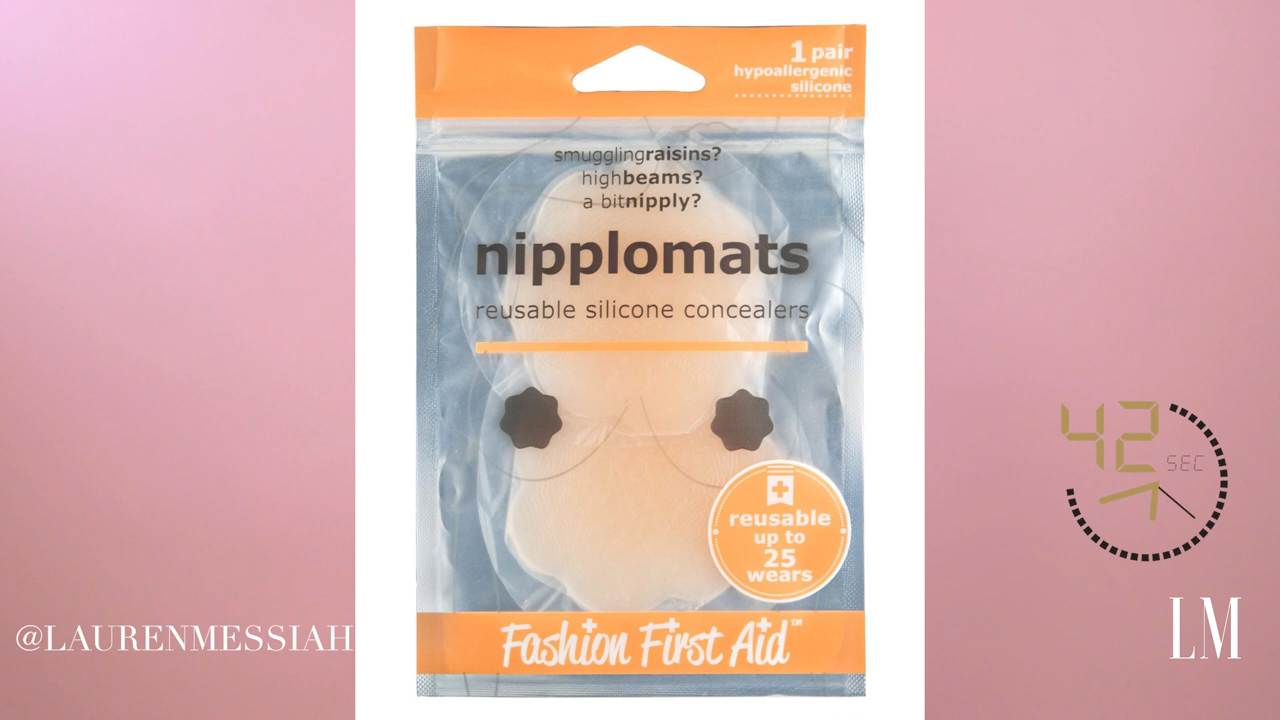 1 pair
hypoallergenic
silicone
smugglingraisins?
highbeams?
a bitnipply?
nipplomats
reusable silicone concealers
reusable
up to
25
wears
Fashion First Aid™
42
SEC
@LAURENMESSIAH
LM